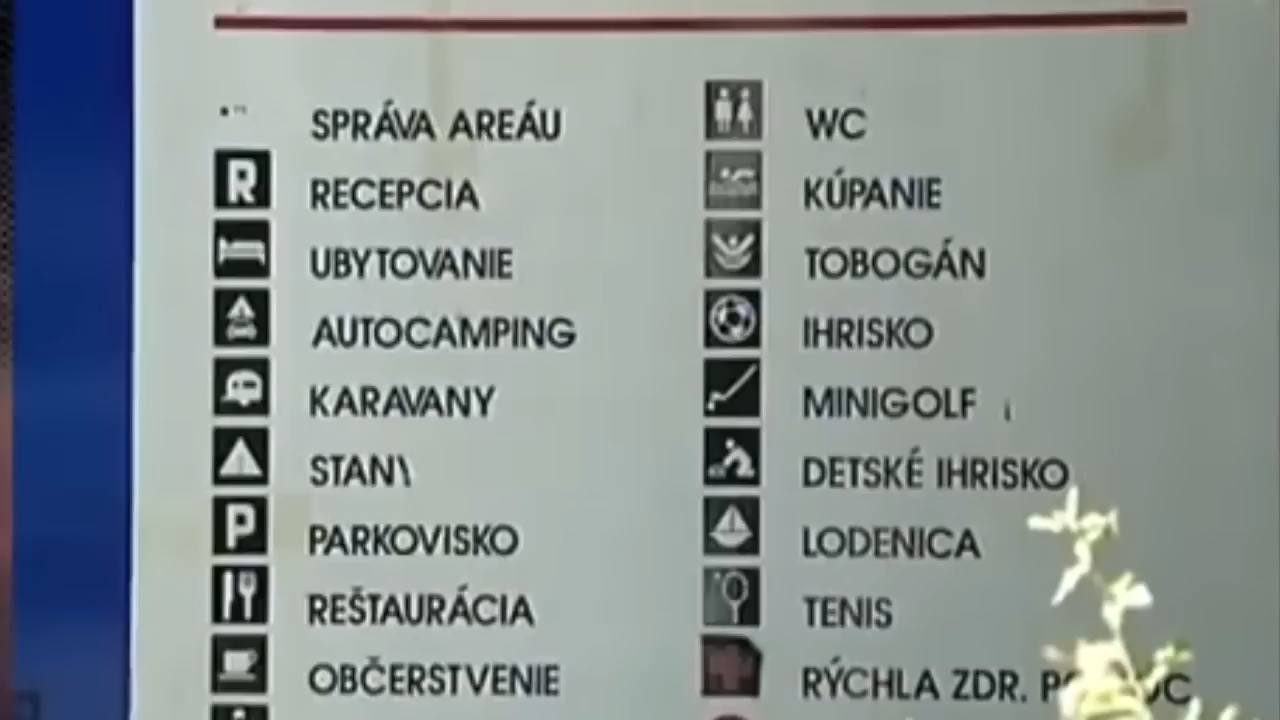 SPRÁVA AREÁU
R RECEPCIA
UBYTOVANIE
AUTOCAMPING
KARAVANY
STAN\
P PARKOVISKO
REŠTAURÁCIA
OBČERSTVENIE
WC
KÚPANIE
TOBOGÁN
IHRISKO
MINIGOLF
DETSKÉ IHRISKO
LODENICA
TENIS
RÝCHLA ZDR.